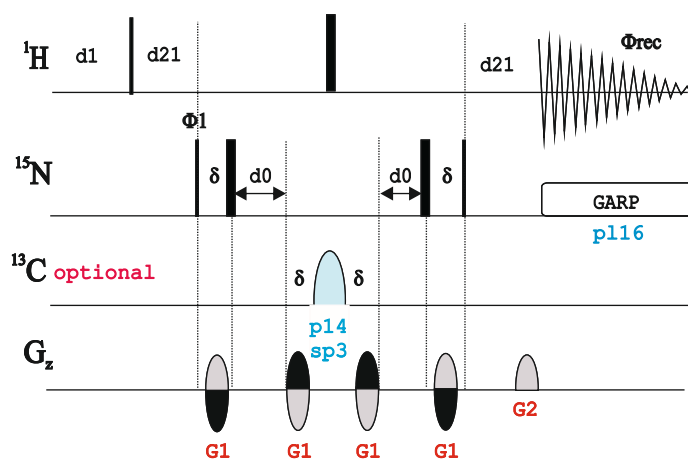 ¹H d1 d21 d21 Φrec
Φ1
¹⁵N δ d0 d0 δ GARP
pl16
¹³C optional δ δ
p14
sp3
Gz
G2
G1 G1 G1 G1